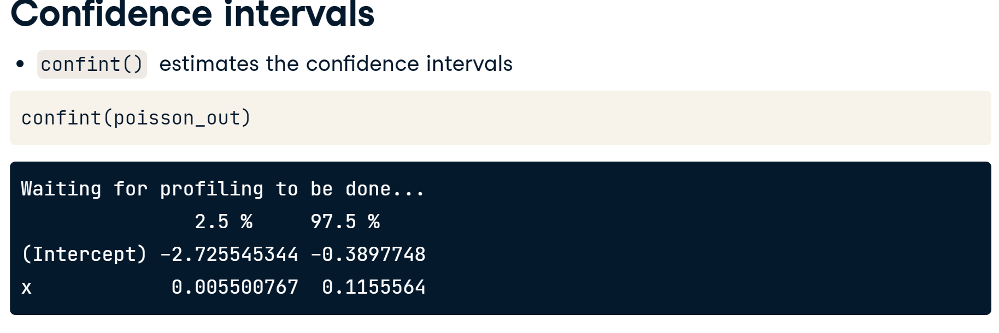 Confidence intervals
• confint() estimates the confidence intervals
confint(poisson_out)
Waiting for profiling to be done...
2.5 % 97.5 %
(Intercept) -2.725545344 -0.3897748
x 0.005500767 0.1155564